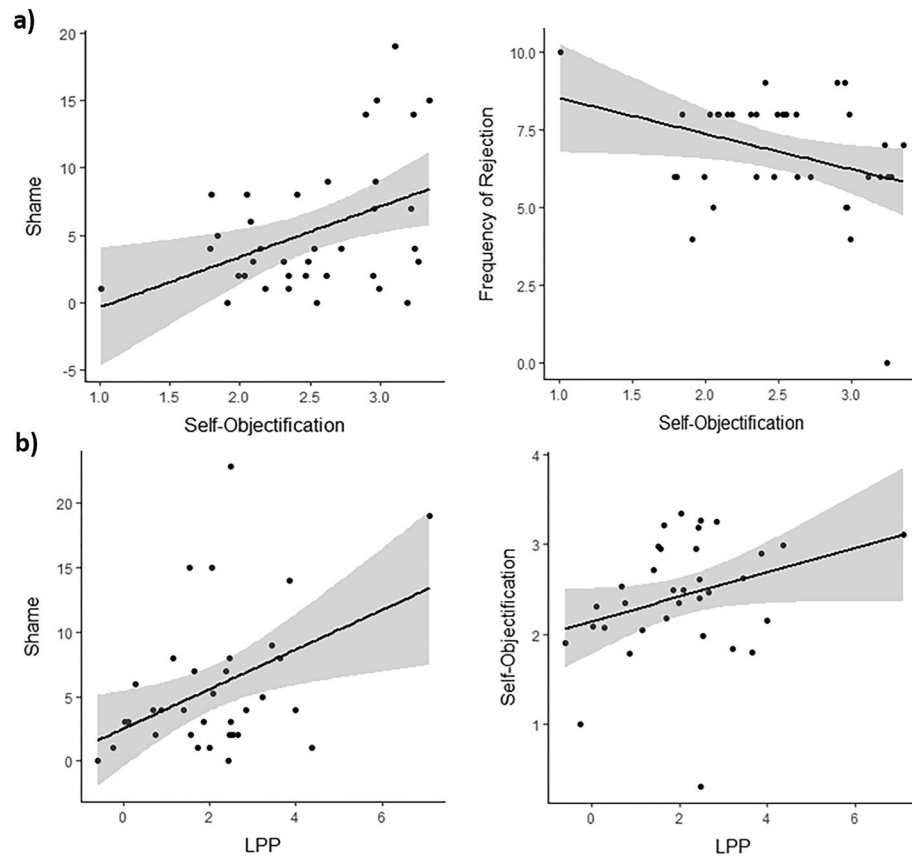 a)
20
15
10
5
0
-5
Shame
1.0 1.5 2.0 2.5 3.0
Self-Objectification
10.0
7.5
5.0
2.5
0.0
Frequency of Rejection
1.0 1.5 2.0 2.5 3.0
Self-Objectification
b)
20
15
10
5
0
Shame
0 2 4 6
LPP
4
3
2
1
Self-Objectification
0 2 4 6
LPP